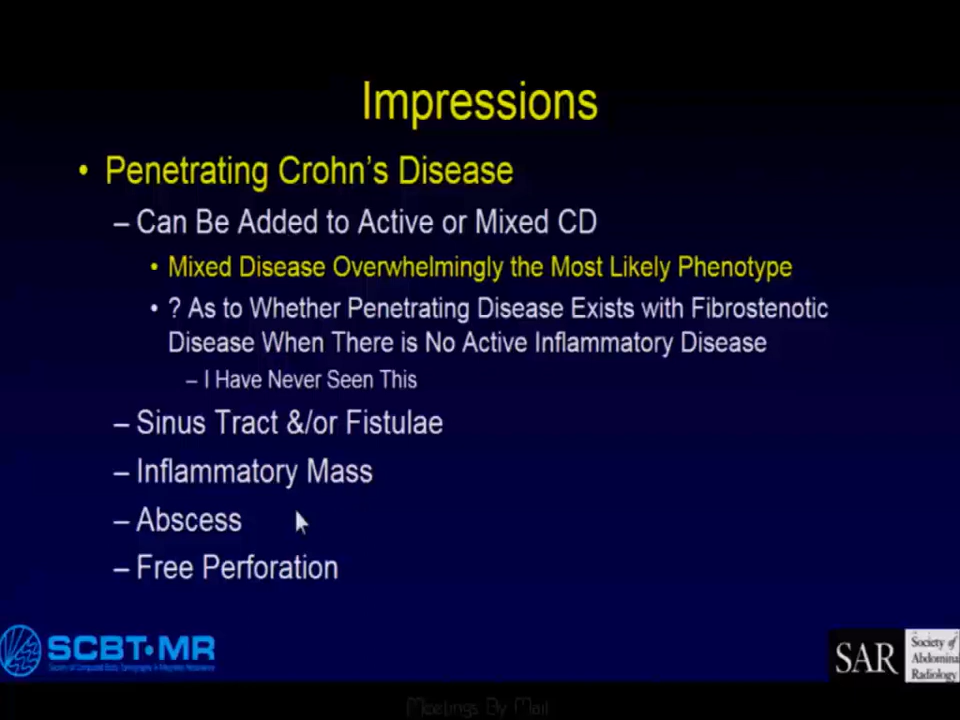 Impressions
• Penetrating Crohn's Disease
– Can Be Added to Active or Mixed CD
• Mixed Disease Overwhelmingly the Most Likely Phenotype
• ? As to Whether Penetrating Disease Exists with Fibrostenotic
Disease When There is No Active Inflammatory Disease
– I Have Never Seen This
– Sinus Tract &/or Fistulae
– Inflammatory Mass
– Abscess
– Free Perforation
SCBT·MR
Society of Computed Body Tomography & Magnetic Resonance
SAR
Society of
Abdominal
Radiology
Meetings By Mail